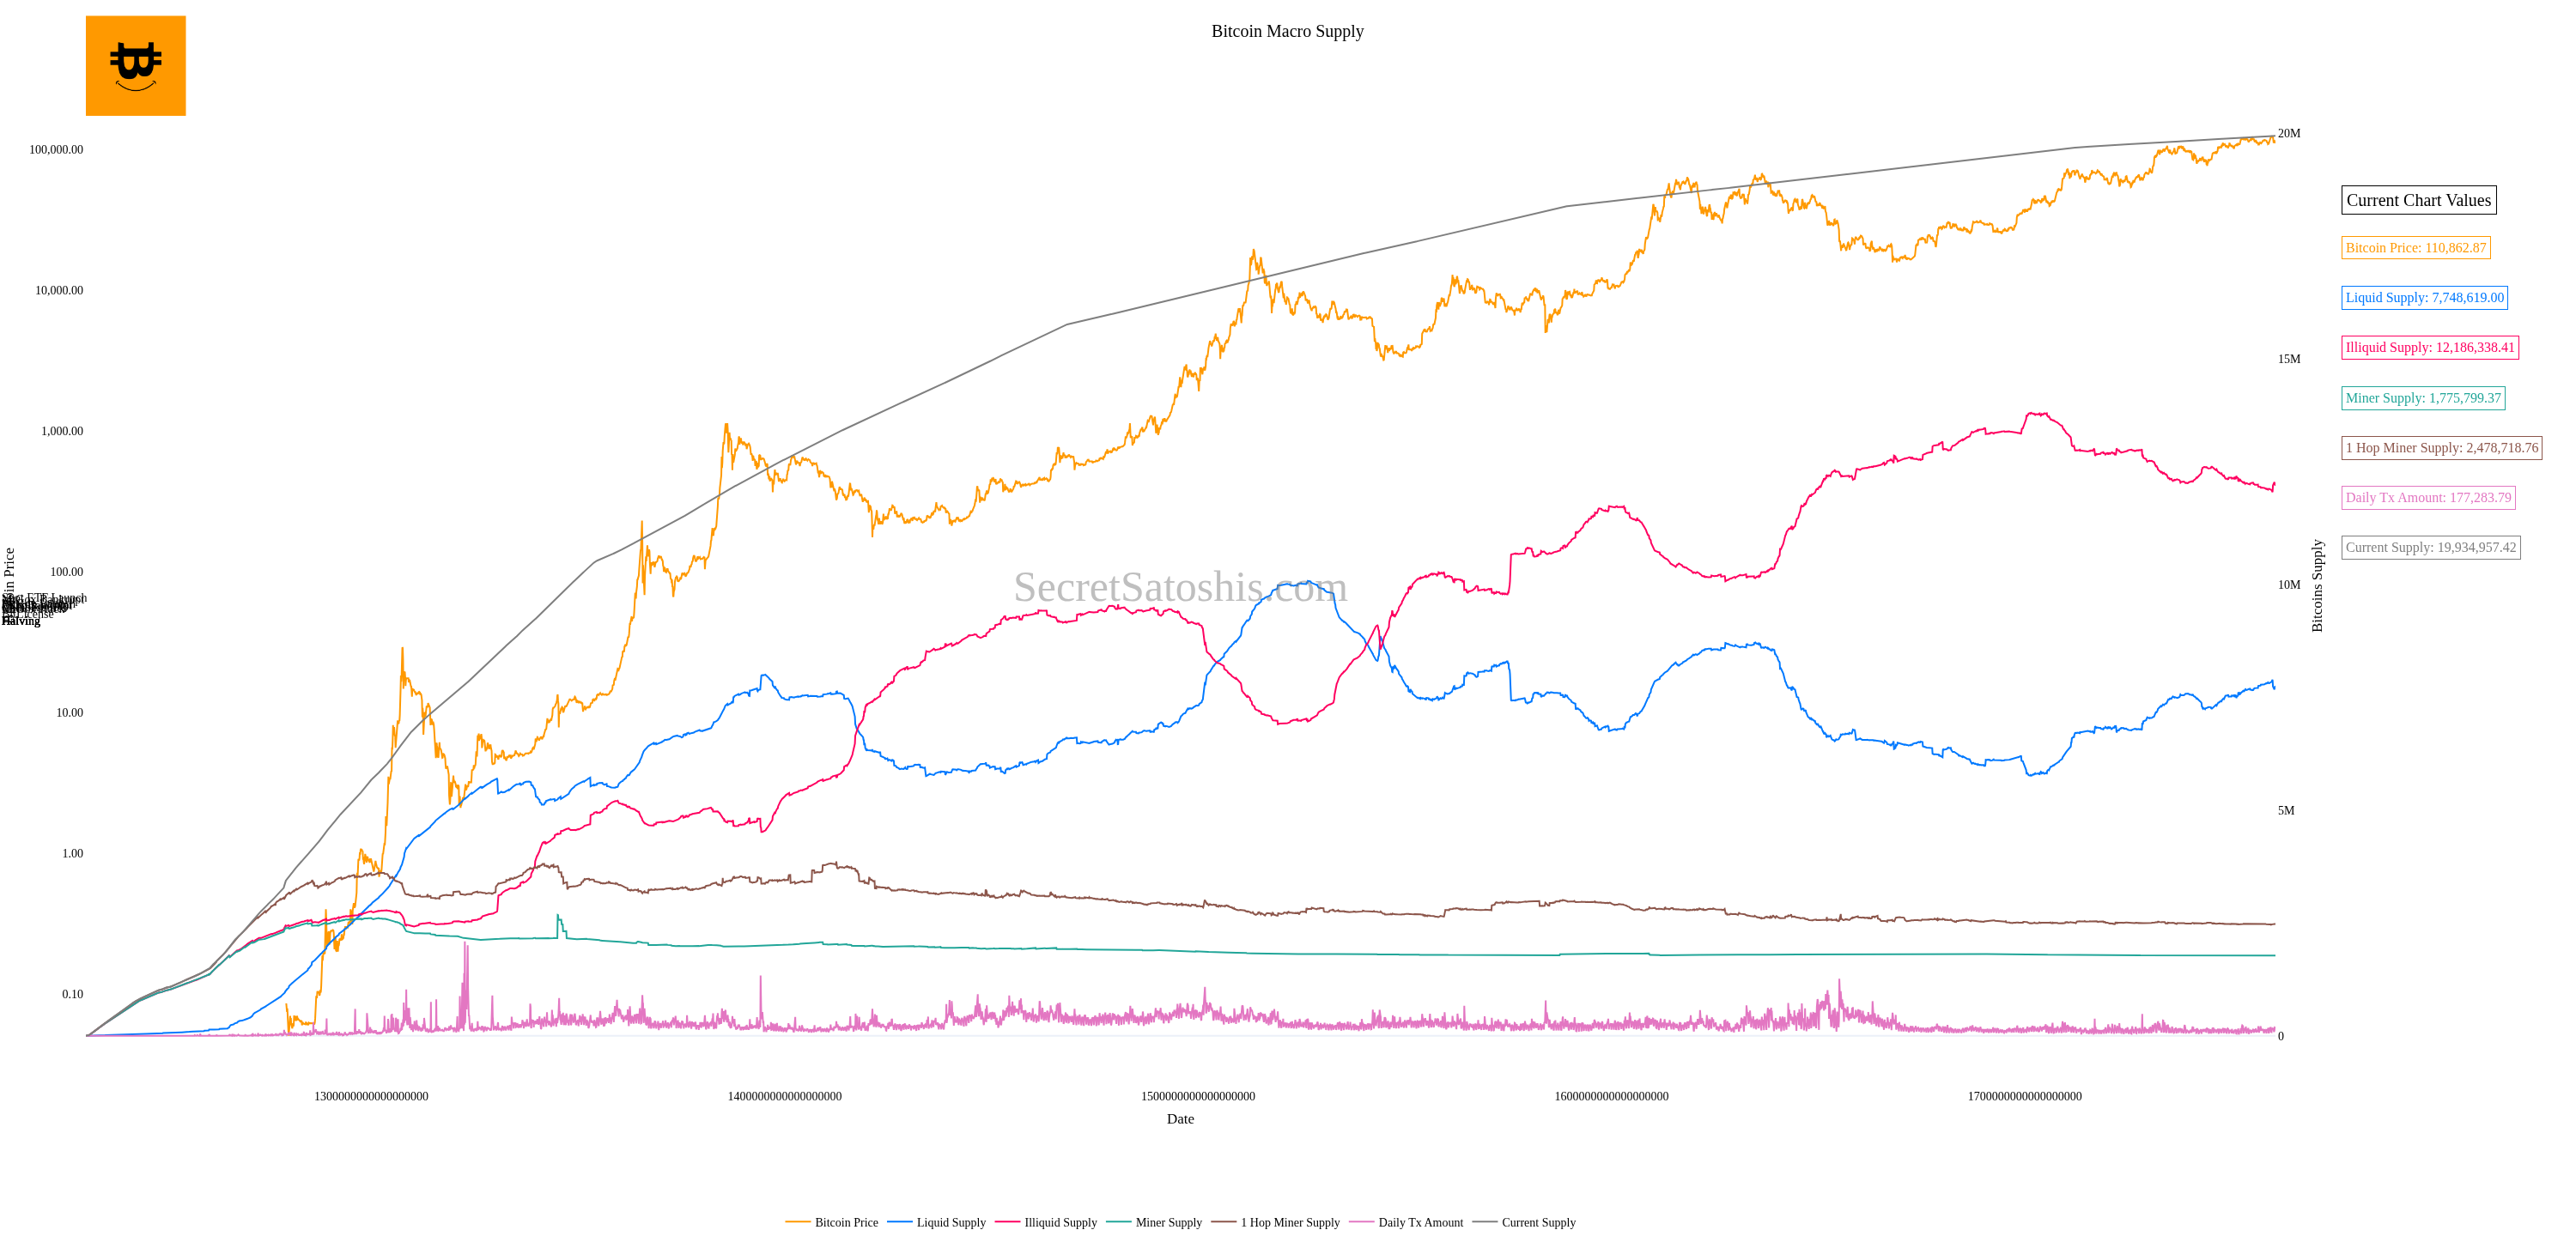 Bitcoin Macro Supply
100,000.00
10,000.00
1,000.00
100.00
10.00
1.00
0.10
20M
15M
10M
5M
0
Bitcoins Supply
Halving
SecretSatoshis.com
1300000000000000000
1400000000000000000
1500000000000000000
1600000000000000000
1700000000000000000
Date
Current Chart Values
Bitcoin Price: 110,862.87
Liquid Supply: 7,748,619.00
Illiquid Supply: 12,186,338.41
Miner Supply: 1,775,799.37
1 Hop Miner Supply: 2,478,718.76
Daily Tx Amount: 177,283.79
Current Supply: 19,934,957.42
Bitcoin Price Liquid Supply Illiquid Supply Miner Supply 1 Hop Miner Supply Daily Tx Amount Current Supply